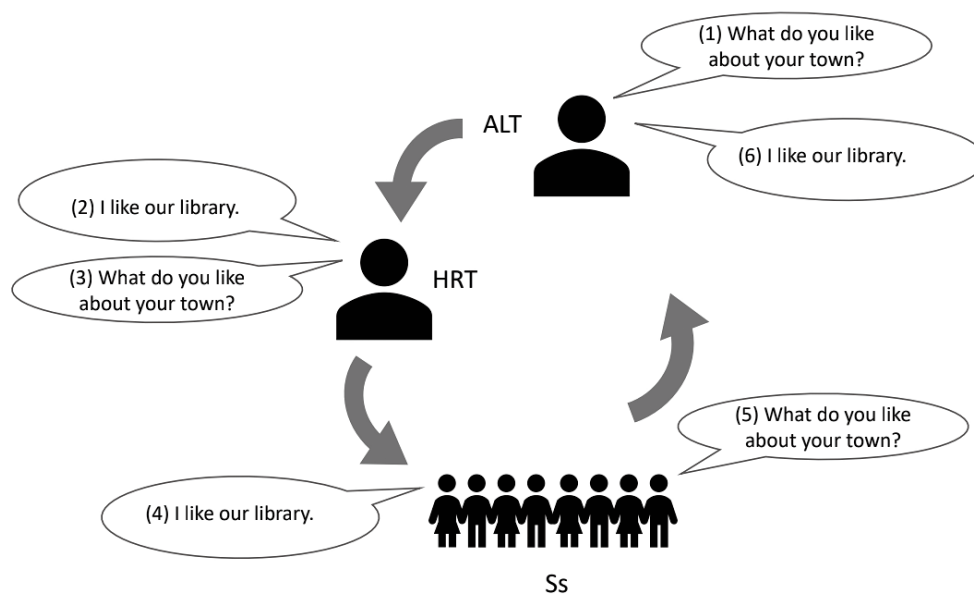 (1) What do you like
about your town?
ALT
(6) I like our library.
(2) I like our library.
(3) What do you like
about your town?
HRT
(5) What do you like
about your town?
(4) I like our library.
Ss